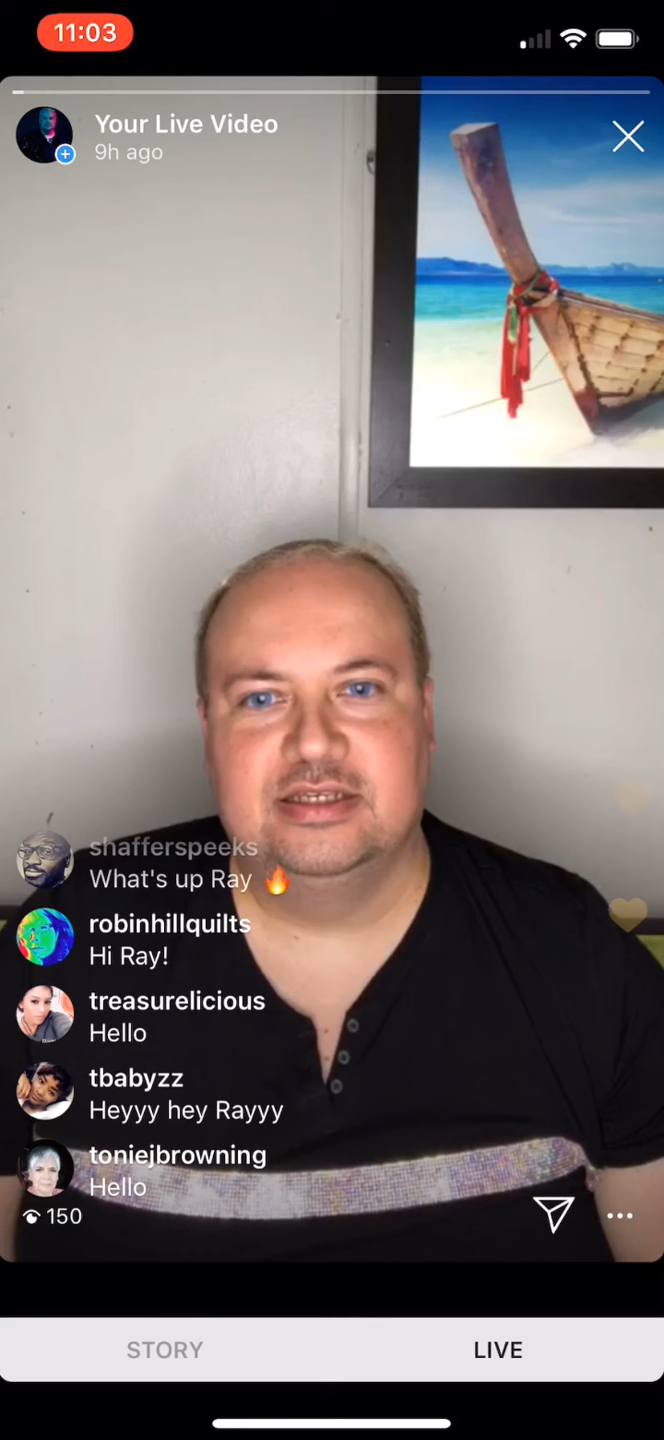 11:03
Your Live Video
9h ago
shafferspeeks
What's up Ray 🔥
robinhillquilts
Hi Ray!
treasurelicious
Hello
tbabyzz
Heyyy hey Rayyy
toniejbrowning
Hello
150
STORY
LIVE